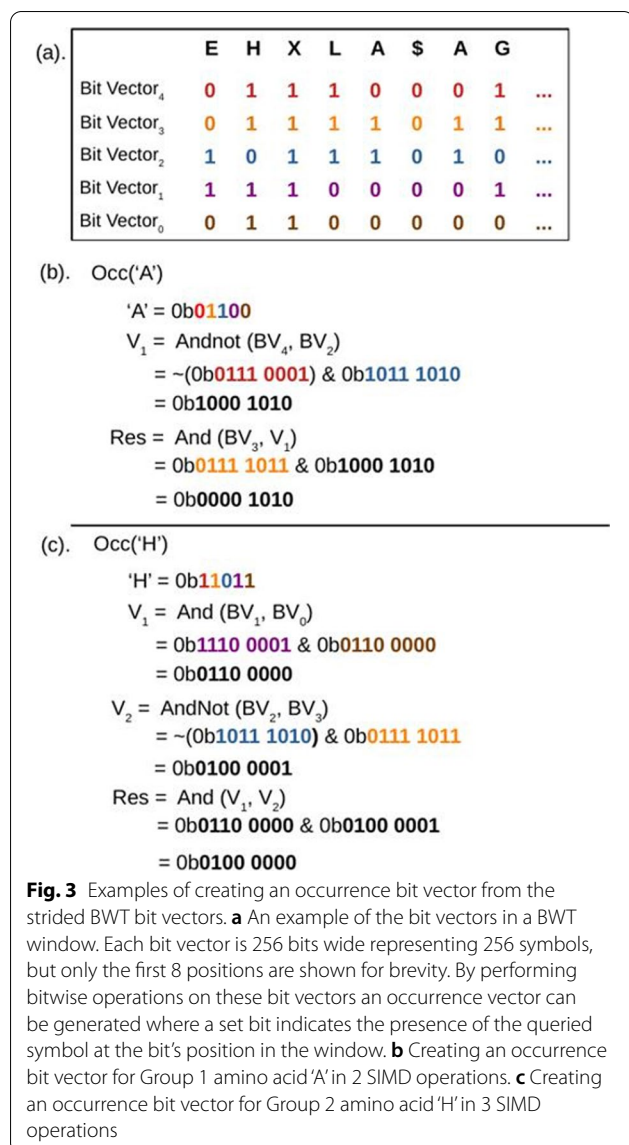 (a).
E H X L A $ A G
Bit Vector₄ 0 1 1 1 0 0 0 1 ...
Bit Vector₃ 0 1 1 1 1 0 1 1 ...
Bit Vector₂ 1 0 1 1 1 0 1 0 ...
Bit Vector₁ 1 1 1 0 0 0 0 1 ...
Bit Vector₀ 0 1 1 0 0 0 0 0 ...
(b). Occ('A')
'A' = 0b01100
V₁ = Andnot (BV₄, BV₂)
= ~(0b0111 0001) & 0b1011 1010
= 0b1000 1010
Res = And (BV₃, V₁)
= 0b0111 1011 & 0b1000 1010
= 0b0000 1010
(c). Occ('H')
'H' = 0b11011
V₁ = And (BV₁, BV₀)
= 0b1110 0001 & 0b0110 0000
= 0b0110 0000
V₂ = AndNot (BV₂, BV₃)
= ~(0b1011 1010) & 0b0111 1011
= 0b0100 0001
Res = And (V₁, V₂)
= 0b0110 0000 & 0b0100 0001
= 0b0100 0000
Fig. 3 Examples of creating an occurrence bit vector from the
strided BWT bit vectors. a An example of the bit vectors in a BWT
window. Each bit vector is 256 bits wide representing 256 symbols,
but only the first 8 positions are shown for brevity. By performing
bitwise operations on these bit vectors an occurrence vector can
be generated where a set bit indicates the presence of the queried
symbol at the bit's position in the window. b Creating an occurrence
bit vector for Group 1 amino acid 'A' in 2 SIMD operations. c Creating
an occurrence bit vector for Group 2 amino acid 'H' in 3 SIMD
operations